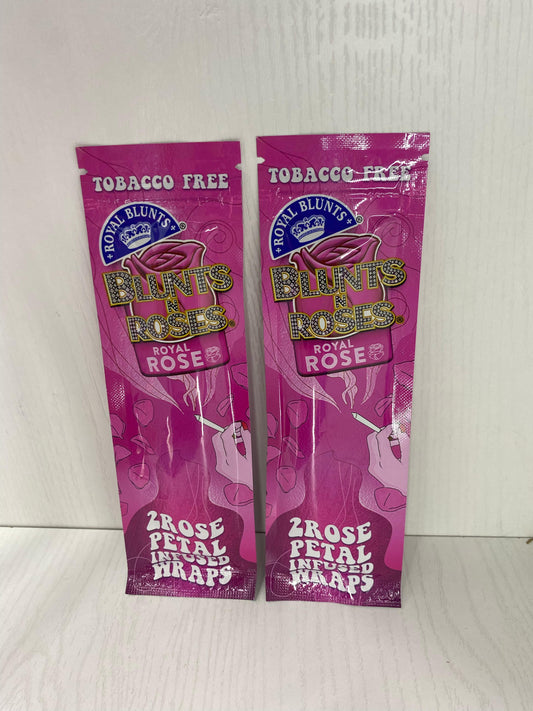 TOBACCO FREE
+ ROYAL BLUNTS + ®
BLUNTS
N
ROSES®
ROYAL
ROSE
2 ROSE
PETAL
INFUSED
WRAPS
TOBACCO FREE
+ ROYAL BLUNTS + ®
BLUNTS
N
ROSES®
ROYAL
ROSE
2 ROSE
PETAL
INFUSED
WRAPS